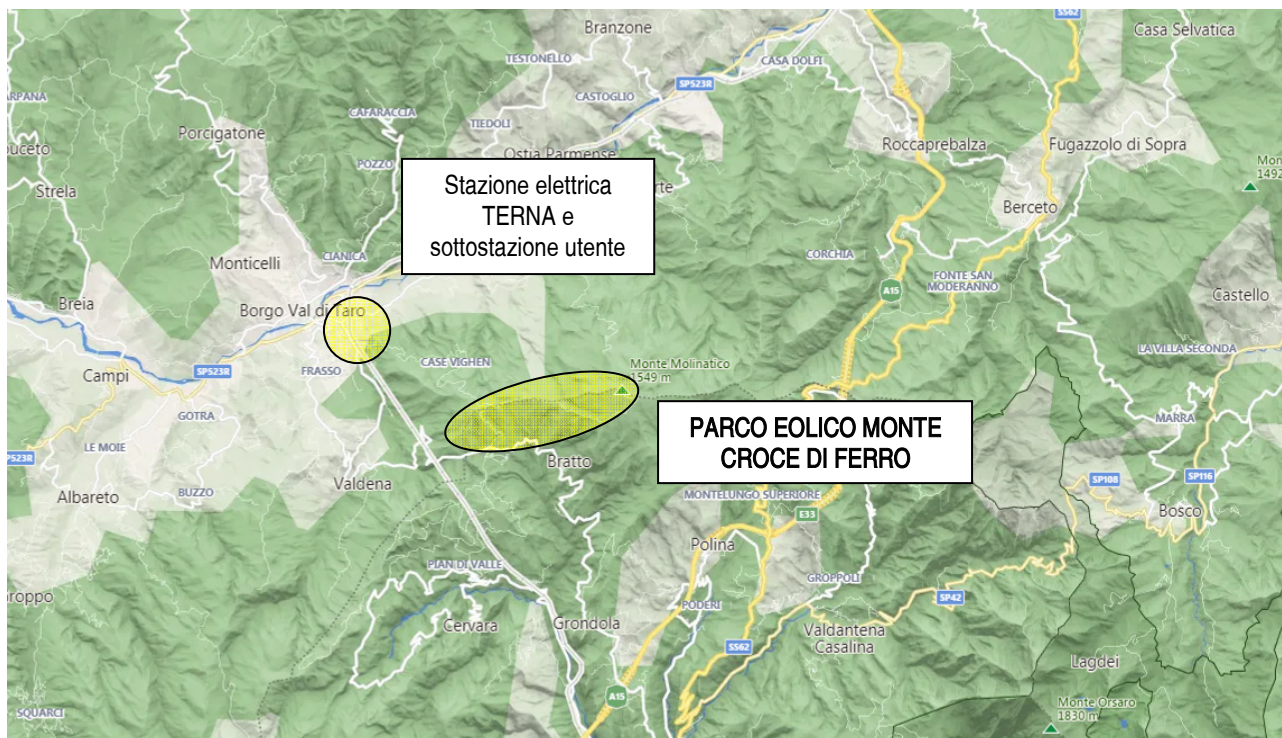 SS62
Casa Selvatica
Branzone
TESTONELLO
CASA DOLFI
SP523R
CASTOGLIO
CAFARACCIA
TIEDOLI
Porcigatone
Roccaprebalza
Fugazzolo di Sopra
Ostia Parmense
POZZO
Strela
1492
Berceto
Stazione elettrica
TERNA e
sottostazione utente
Monticelli
CIANICA
CORCHIA
FONTE SAN
MODERANNO
A15
Castello
Breia
Borgo Val di Taro
LA VILLA SECONDA
Campi
SP523R
FRASSO
CASE VIGHEN
Monte Molinatico
1549 m
GOTRA
MARRA
PARCO EOLICO MONTE
CROCE DI FERRO
LE MOIE
SP523R
Bratto
Albareto
BUZZO
Valdena
MONTELUNGO SUPERIORE
SP108
SP116
E33
Bosco
Polina
PIAN DI VALLE
GROPPOLI
SP42
PODERI
Cervara
Grondola
Valdantena
Casalina
SS62
Lagdei
A15
SQUARCI
Monte Orsaro
1830 m